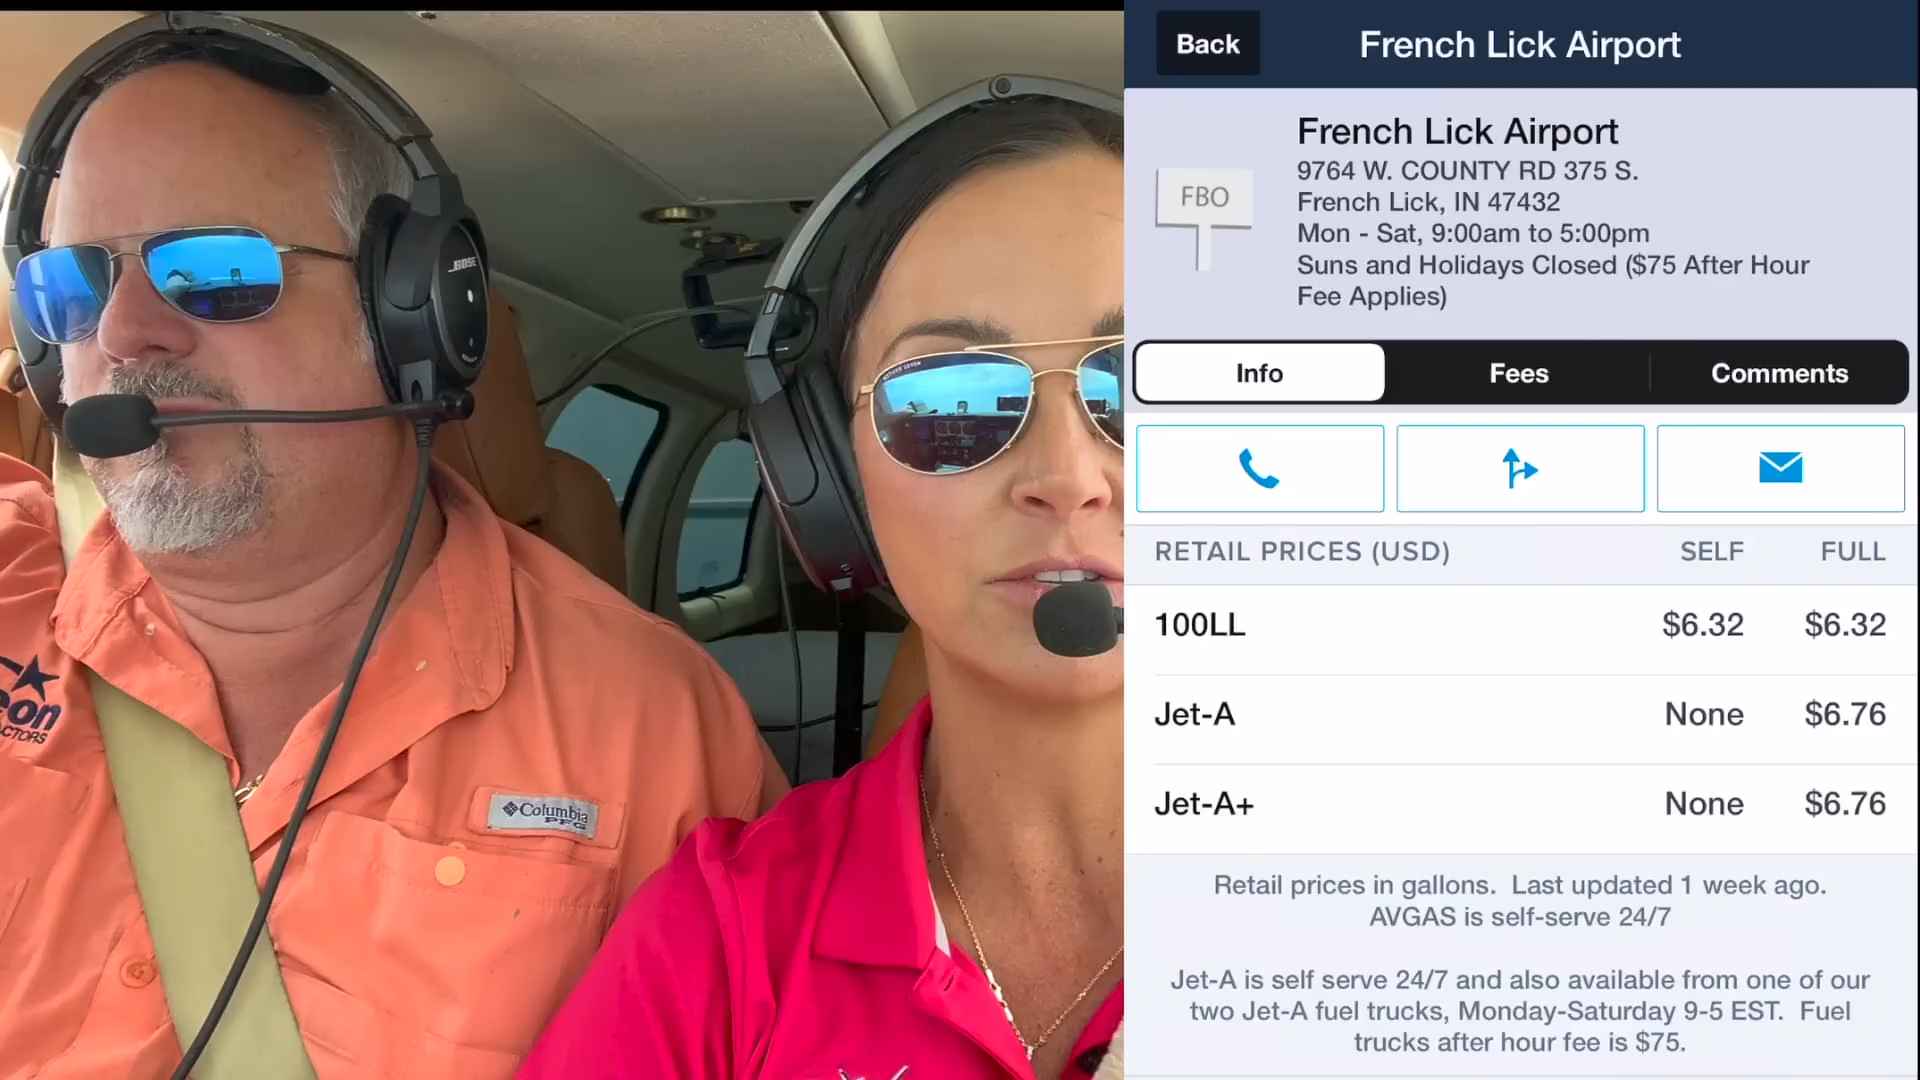 BOSE
eon
CTORS
Columbia
PFG
Back
French Lick Airport
FBO
French Lick Airport
9764 W. COUNTY RD 375 S.
French Lick, IN 47432
Mon - Sat, 9:00am to 5:00pm
Suns and Holidays Closed ($75 After Hour
Fee Applies)
Info
Fees
Comments
RETAIL PRICES (USD) SELF FULL
100LL $6.32 $6.32
Jet-A None $6.76
Jet-A+ None $6.76
Retail prices in gallons. Last updated 1 week ago.
AVGAS is self-serve 24/7
Jet-A is self serve 24/7 and also available from one of our
two Jet-A fuel trucks, Monday-Saturday 9-5 EST. Fuel
trucks after hour fee is $75.